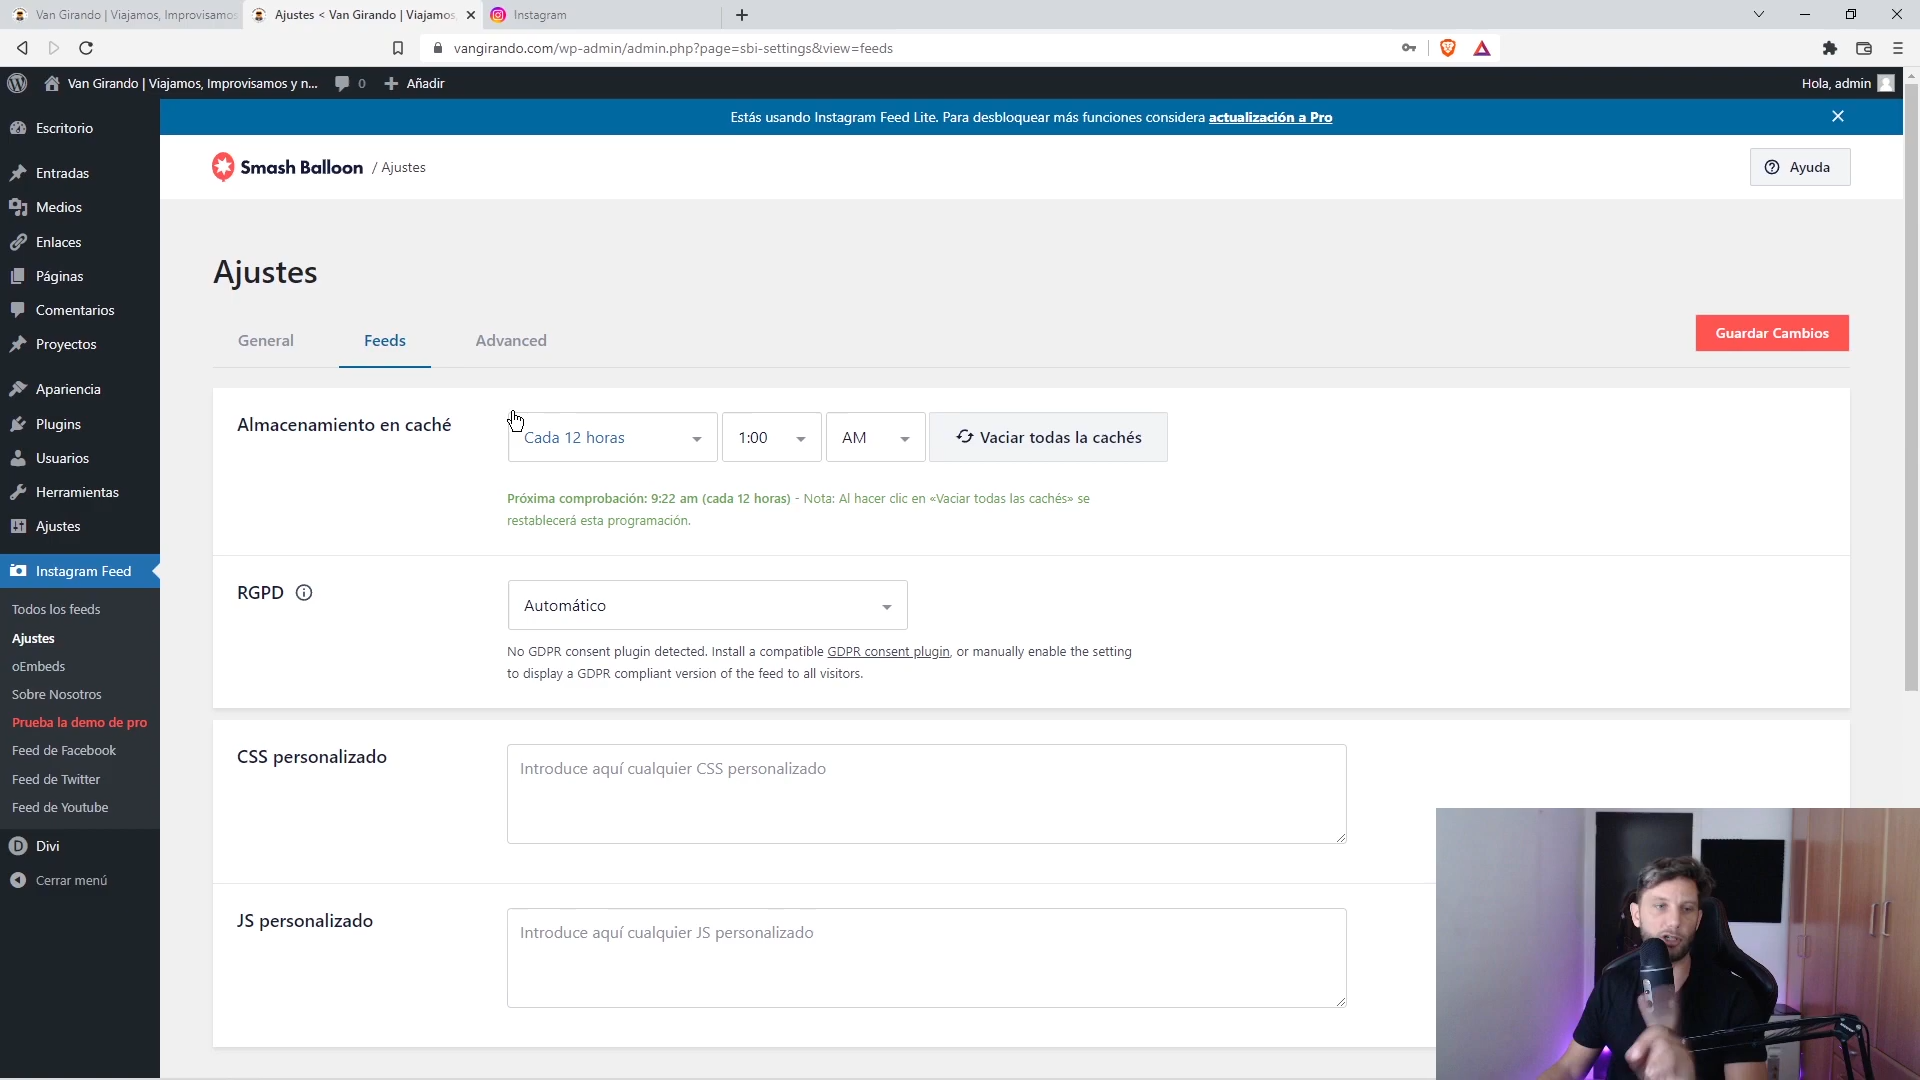 Van Girando | Viajamos, Improvisamos
Ajustes < Van Girando | Viajamos,
Instagram
vangirando.com/wp-admin/admin.php?page=sbi-settings&view=feeds
Van Girando | Viajamos, Improvisamos y n...
0
Añadir
Hola, admin
Estás usando Instagram Feed Lite. Para desbloquear más funciones considera actualización a Pro
Smash Balloon / Ajustes
Ayuda
Escritorio
Entradas
Medios
Enlaces
Páginas
Comentarios
Proyectos
Apariencia
Plugins
Usuarios
Herramientas
Ajustes
Instagram Feed
Todos los feeds
Ajustes
oEmbeds
Sobre Nosotros
Prueba la demo de pro
Feed de Facebook
Feed de Twitter
Feed de Youtube
D Divi
Cerrar menú
Ajustes
General
Feeds
Advanced
Guardar Cambios
Almacenamiento en caché
Cada 12 horas
1:00
AM
Vaciar todas la cachés
Próxima comprobación: 9:22 am (cada 12 horas) - Nota: Al hacer clic en «Vaciar todas las cachés» se
restablecerá esta programación.
RGPD
Automático
No GDPR consent plugin detected. Install a compatible GDPR consent plugin, or manually enable the setting
to display a GDPR compliant version of the feed to all visitors.
CSS personalizado
Introduce aquí cualquier CSS personalizado
JS personalizado
Introduce aquí cualquier JS personalizado